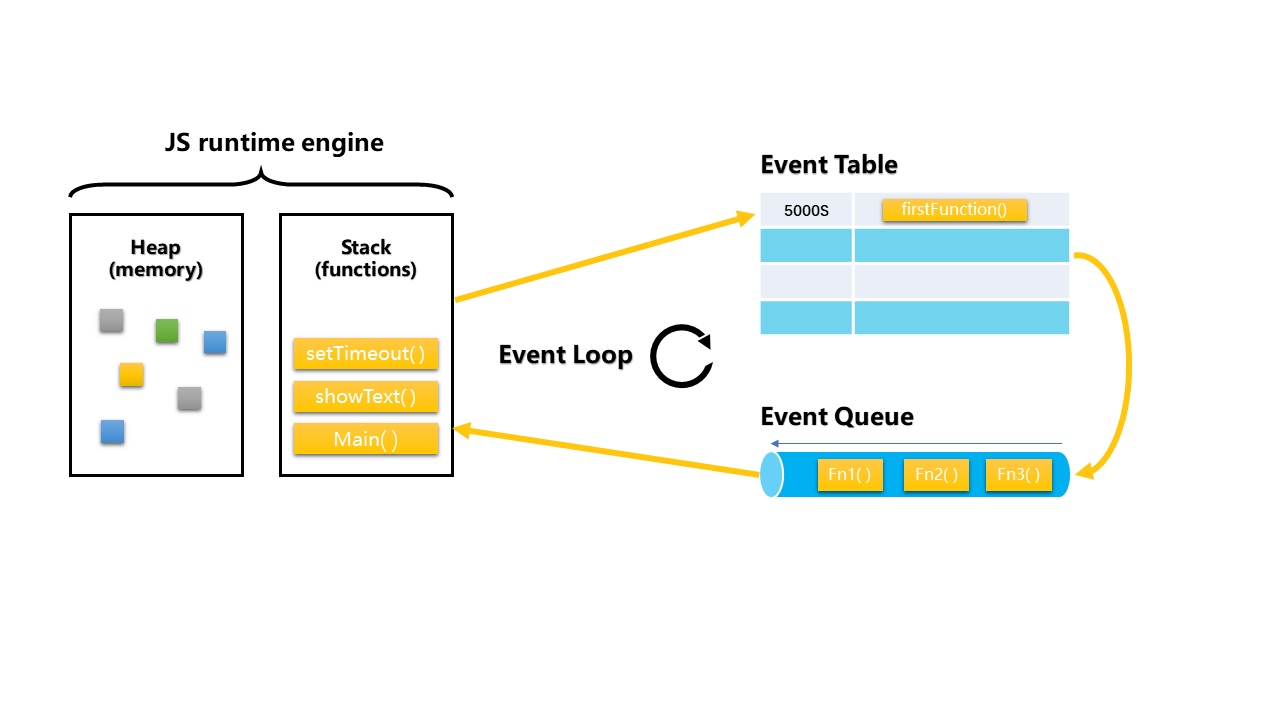 JS runtime engine
Heap
(memory)
Stack
(functions)
setTimeout( )
showText( )
Main( )
Event Loop
Event Table
5000S
firstFunction()
Event Queue
Fn1( )
Fn2( )
Fn3( )